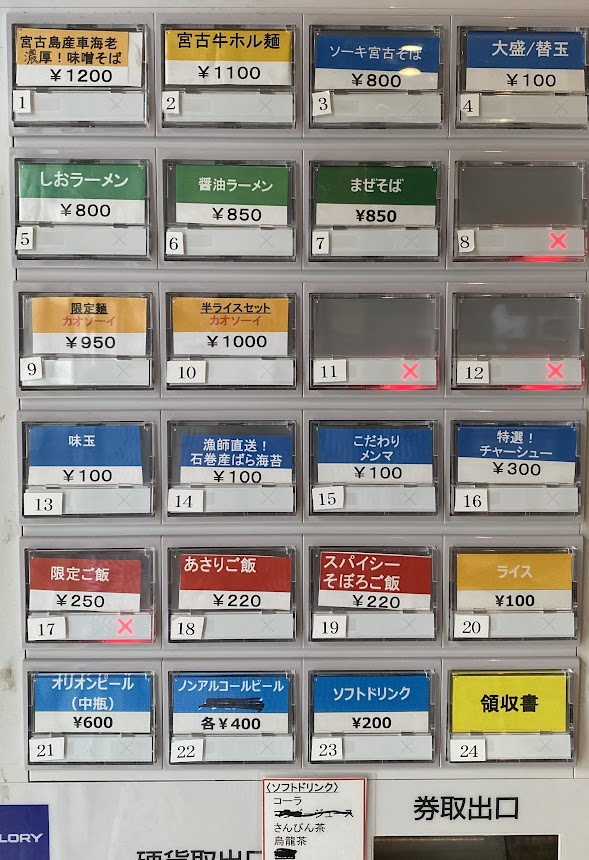 宮古島産車海老
濃厚！味噌そば
￥1200
1
宮古牛ホル麺
￥1100
2
ソーキ宮古そば
￥800
3
大盛/替玉
￥100
4
しおラーメン
￥800
5
醤油ラーメン
￥850
6
まぜそば
￥850
7
8
限定麺
カオソーイ
￥950
9
半ライスセット
カオソーイ
￥1000
10
11
12
味玉
￥100
13
漁師直送！
石巻産ばら海苔
￥100
14
こだわり
メンマ
￥100
15
特選！
チャーシュー
￥300
16
限定ご飯
￥250
17
あさりご飯
￥220
18
スパイシー
そぼろご飯
￥220
19
ライス
¥100
20
オリオンビール
（中瓶）
¥600
21
ノンアルコールビール
各￥400
22
ソフトドリンク
¥200
23
領収書
24
〈ソフトドリンク〉
コーラ
ジュース
さんぴん茶
烏龍茶
券取出口
GLORY
硬貨取出口